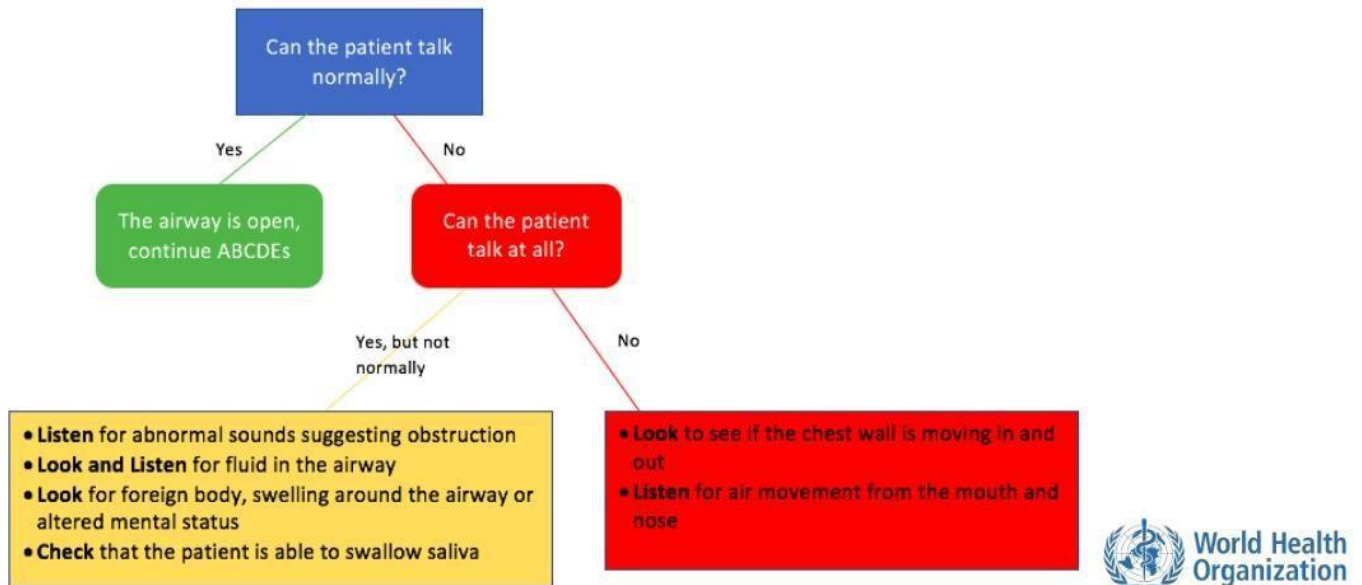 Can the patient talk
normally?
Yes
No
The airway is open,
continue ABCDEs
Can the patient
talk at all?
Yes, but not
normally
No
• Listen for abnormal sounds suggesting obstruction
• Look and Listen for fluid in the airway
• Look for foreign body, swelling around the airway or
altered mental status
• Check that the patient is able to swallow saliva
• Look to see if the chest wall is moving in and
out
• Listen for air movement from the mouth and
nose
World Health
Organization